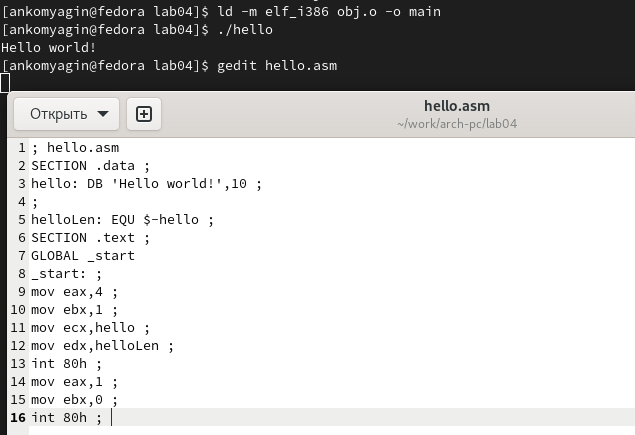 [ankomyagin@fedora lab04]$ ld -m elf_i386 obj.o -o main
[ankomyagin@fedora lab04]$ ./hello
Hello world!
[ankomyagin@fedora lab04]$ gedit hello.asm
Открыть
hello.asm
~/work/arch-pc/lab04
1 ; hello.asm
2 SECTION .data ;
3 hello: DB 'Hello world!',10 ;
4 ;
5 helloLen: EQU $-hello ;
6 SECTION .text ;
7 GLOBAL _start
8 _start: ;
9 mov eax,4 ;
10 mov ebx,1 ;
11 mov ecx,hello ;
12 mov edx,helloLen ;
13 int 80h ;
14 mov eax,1 ;
15 mov ebx,0 ;
16 int 80h ;